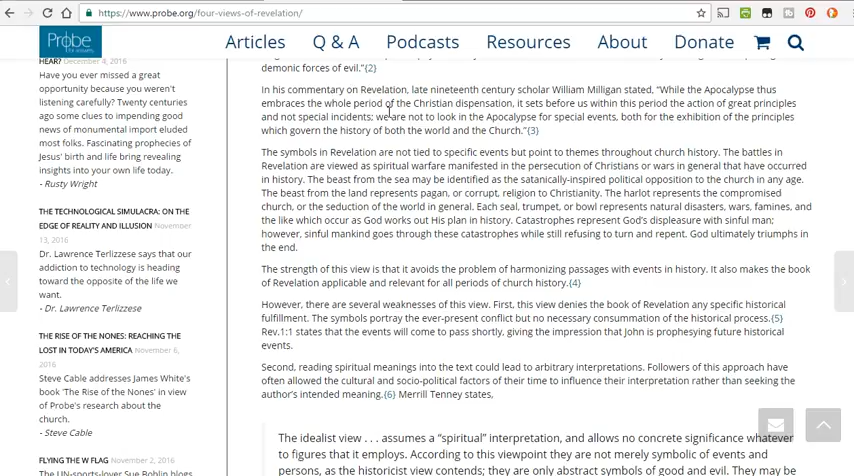 https://www.probe.org/four-views-of-revelation/
Probe
Articles Q & A Podcasts Resources About Donate
HEAR? December 4, 2016
Have you ever missed a great
opportunity because you weren't
listening carefully? Twenty centuries
ago some clues to impending good
news of monumental import eluded
most folks. Fascinating prophecies of
Jesus' birth and life bring revealing
insights into your own life today.
- Rusty Wright
THE TECHNOLOGICAL SIMULACRA: ON THE
EDGE OF REALITY AND ILLUSION November
13, 2016
Dr. Lawrence Terlizzese says that our
addiction to technology is heading
toward the opposite of the life we
want.
- Dr. Lawrence Terlizzese
THE RISE OF THE NONES: REACHING THE
LOST IN TODAY'S AMERICA November 6,
2016
Steve Cable addresses James White's
book 'The Rise of the Nones' in view
of Probe's research about the
church.
- Steve Cable
FLYING THE W FLAG November 2, 2016
The UN-sports-lover Sue Bohlin blogs
demonic forces of evil."{2}
In his commentary on Revelation, late nineteenth century scholar William Milligan stated, "While the Apocalypse thus
embraces the whole period of the Christian dispensation, it sets before us within this period the action of great principles
and not special incidents; we are not to look in the Apocalypse for special events, both for the exhibition of the principles
which govern the history of both the world and the Church."{3}
The symbols in Revelation are not tied to specific events but point to themes throughout church history. The battles in
Revelation are viewed as spiritual warfare manifested in the persecution of Christians or wars in general that have occurred
in history. The beast from the sea may be identified as the satanically-inspired political opposition to the church in any age.
The beast from the land represents pagan, or corrupt, religion to Christianity. The harlot represents the compromised
church, or the seduction of the world in general. Each seal, trumpet, or bowl represents natural disasters, wars, famines, and
the like which occur as God works out His plan in history. Catastrophes represent God's displeasure with sinful man;
however, sinful mankind goes through these catastrophes while still refusing to turn and repent. God ultimately triumphs in
the end.
The strength of this view is that it avoids the problem of harmonizing passages with events in history. It also makes the book
of Revelation applicable and relevant for all periods of church history.{4}
However, there are several weaknesses of this view. First, this view denies the book of Revelation any specific historical
fulfillment. The symbols portray the ever-present conflict but no necessary consummation of the historical process.{5}
Rev.1:1 states that the events will come to pass shortly, giving the impression that John is prophesying future historical
events.
Second, reading spiritual meanings into the text could lead to arbitrary interpretations. Followers of this approach have
often allowed the cultural and socio-political factors of their time to influence their interpretation rather than seeking the
author's intended meaning.{6} Merrill Tenney states,
The idealist view . . . assumes a "spiritual" interpretation, and allows no concrete significance whatever
to figures that it employs. According to this viewpoint they are not merely symbolic of events and
persons, as the historicist view contends; they are only abstract symbols of good and evil. They may be